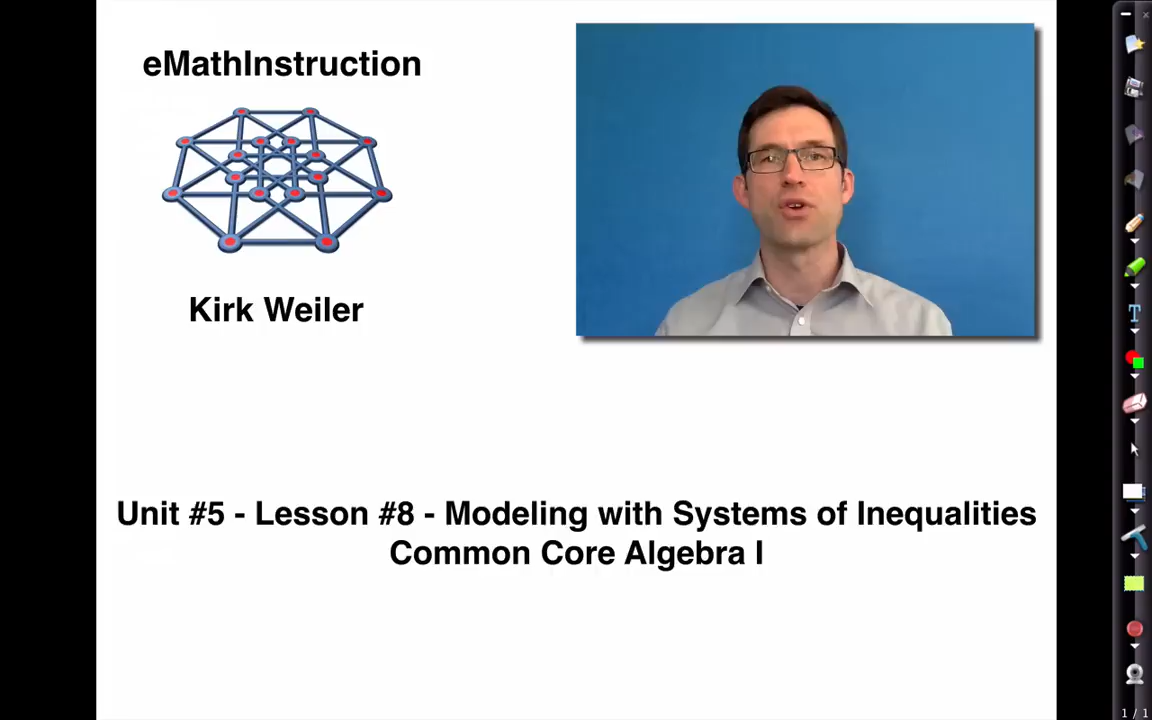 eMathInstruction
Kirk Weiler
Unit #5 - Lesson #8 - Modeling with Systems of Inequalities
Common Core Algebra I
T
1 / 1